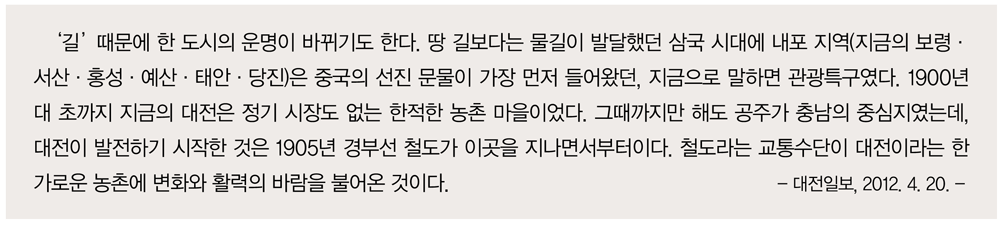 ‘길’ 때문에 한 도시의 운명이 바뀌기도 한다. 땅 길보다는 물길이 발달했던 삼국 시대에 내포 지역(지금의 보령 ·
서산 · 홍성 · 예산 · 태안 · 당진)은 중국의 선진 문물이 가장 먼저 들어왔던, 지금으로 말하면 관광특구였다. 1900년
대 초까지 지금의 대전은 정기 시장도 없는 한적한 농촌 마을이었다. 그때까지만 해도 공주가 충남의 중심지였는데,
대전이 발전하기 시작한 것은 1905년 경부선 철도가 이곳을 지나면서부터이다. 철도라는 교통수단이 대전이라는 한
가로운 농촌에 변화와 활력의 바람을 불어온 것이다. – 대전일보, 2012. 4. 20. –